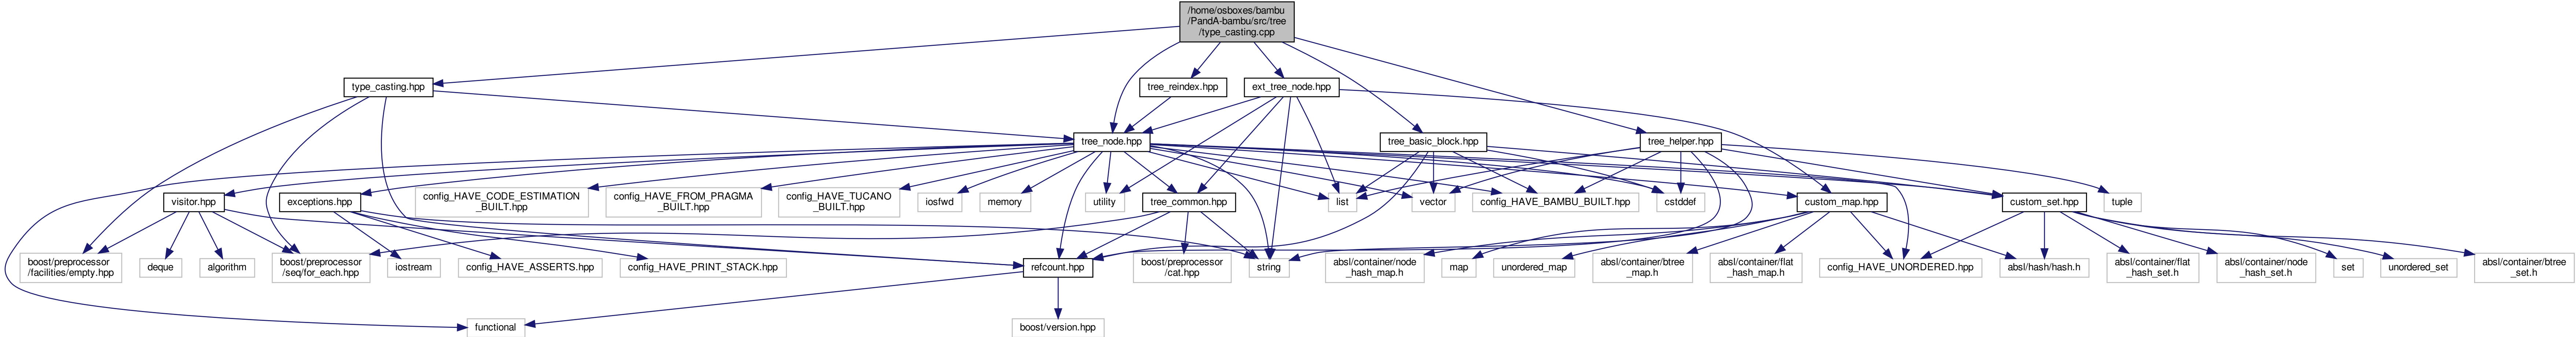 /home/osboxes/bambu
/PandA-bambu/src/tree
/type_casting.cpp
type_casting.hpp
tree_reindex.hpp
ext_tree_node.hpp
tree_node.hpp
tree_basic_block.hpp
tree_helper.hpp
visitor.hpp
exceptions.hpp
config_HAVE_CODE_ESTIMATION
_BUILT.hpp
config_HAVE_FROM_PRAGMA
_BUILT.hpp
config_HAVE_TUCANO
_BUILT.hpp
iosfwd
memory
utility
tree_common.hpp
list
vector
config_HAVE_BAMBU_BUILT.hpp
cstddef
custom_map.hpp
custom_set.hpp
tuple
boost/preprocessor
/facilities/empty.hpp
deque
algorithm
boost/preprocessor
/seq/for_each.hpp
iostream
config_HAVE_ASSERTS.hpp
config_HAVE_PRINT_STACK.hpp
refcount.hpp
boost/preprocessor
/cat.hpp
string
absl/container/node
_hash_map.h
map
unordered_map
absl/container/btree
_map.h
absl/container/flat
_hash_map.h
config_HAVE_UNORDERED.hpp
absl/hash/hash.h
absl/container/flat
_hash_set.h
absl/container/node
_hash_set.h
set
unordered_set
absl/container/btree
_set.h
functional
boost/version.hpp